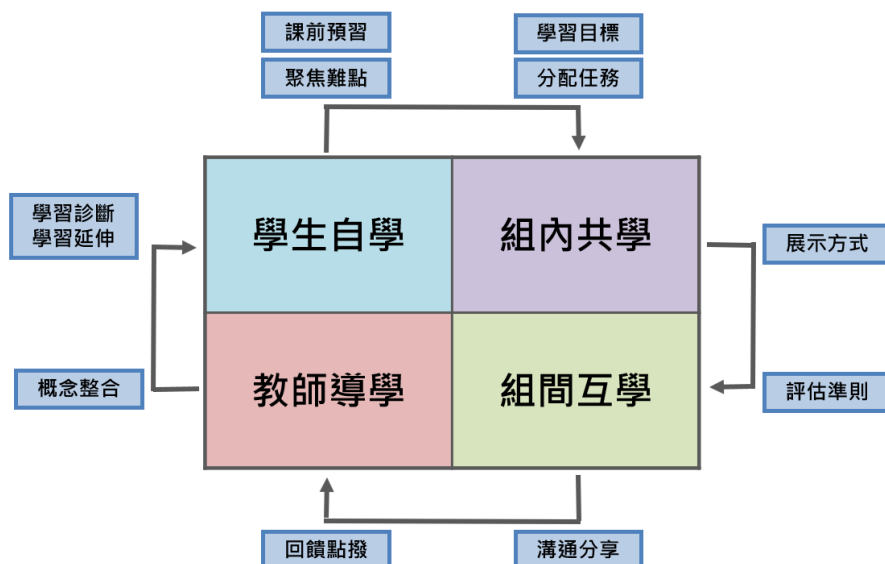 課前預習
學習目標
聚焦難點
分配任務
學習診斷
學習延伸
學生自學
組內共學
展示方式
概念整合
教師導學
組間互學
評估準則
回饋點撥
溝通分享